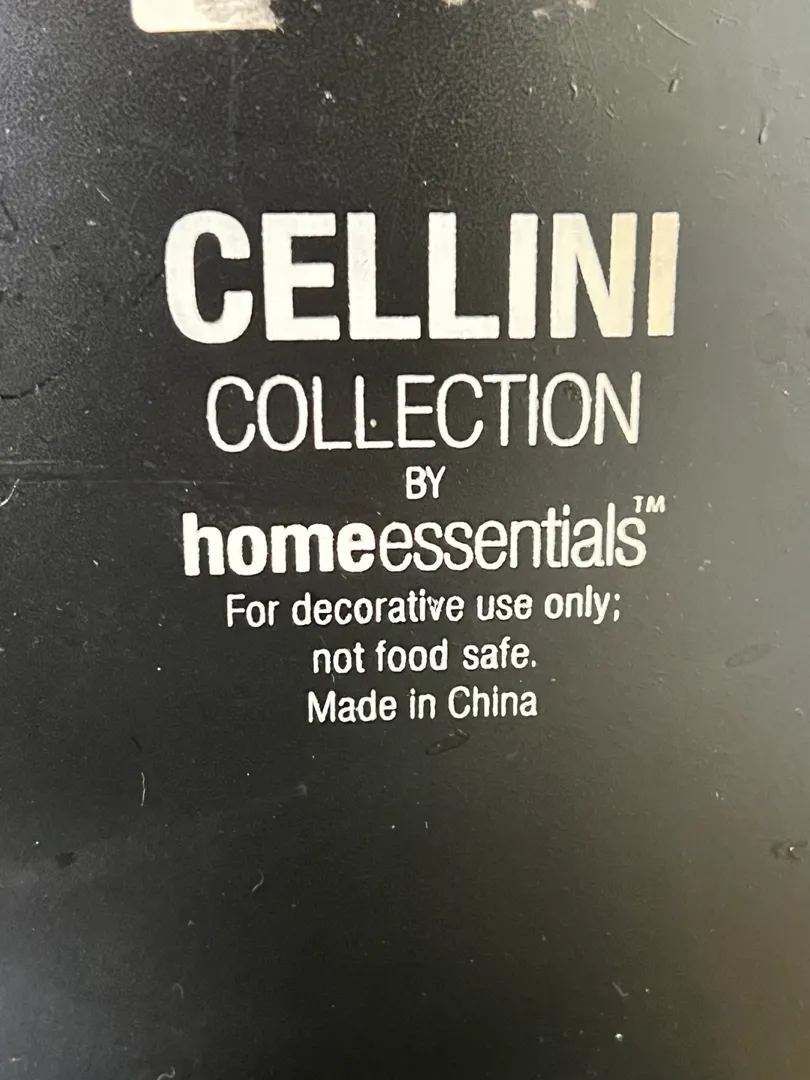 CELLINI
COLLECTION
BY
homeessentials™
For decorative use only;
not food safe.
Made in China